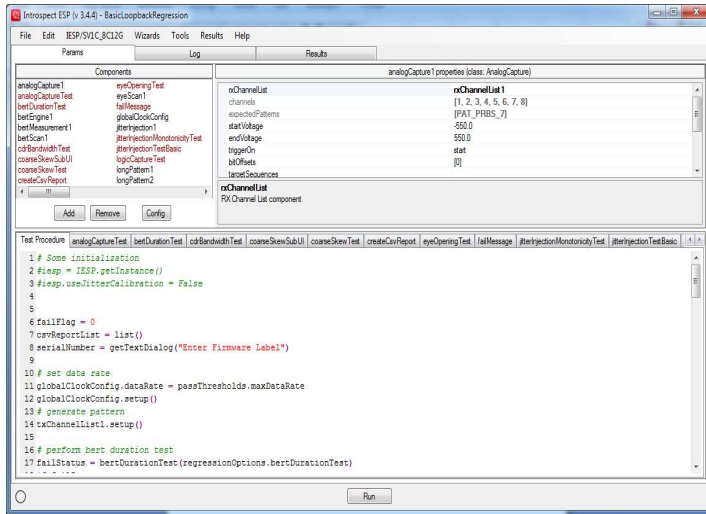 Introspect ESP (v 3.4.4) - BasicLoopbackRegression
File Edit ESP/SV1C_8C12G Wizards Tools Results Help
Params Log Results
Components
analogCapture1 eyeOpeningTest
analogCaptureTest eyeScan1
bertDurationTest failMessage
bertEngine1 globalClockConfig
bertMeasurement1 jitterInjection1
bertScan1 jitterInjectionMonotonicityTest
cdrBandwidthTest jitterInjectionTestBasic
coarseSkewSubUI logicCaptureTest
coarseSkewTest longPattern1
createCsvReport longPattern2
Add Remove Config
analogCapture1 properties (class: AnalogCapture)
rxChannelList rxChannelList1
channels [1, 2, 3, 4, 5, 6, 7, 8]
expectedPatterns [PAT_PRBS_7]
startVoltage -550.0
endVoltage 550.0
triggerOn start
bitOffsets [0]
targetSequences
rxChannelList
RX Channel List component
Test Procedure analogCaptureTest bertDurationTest cdrBandwidthTest coarseSkewSubUI coarseSkewTest createCsvReport eyeOpeningTest failMessage jitterInjectionMonotonicityTest jitterInjectionTestBasic
1 # Some initialization
2 #iesp = IESP.getInstance()
3 #iesp.useJitterCalibration = False
4
5
6 failFlag = 0
7 csvReportList = list()
8 serialNumber = getTextDialog("Enter Firmware Label")
9
10 # set data rate
11 globalClockConfig.dataRate = passThresholds.maxDataRate
12 globalClockConfig.setup()
13 # generate pattern
14 txChannelList1.setup()
15
16 # perform bert duration test
17 failStatus = bertDurationTest(regressionOptions.bertDurationTest)
Run